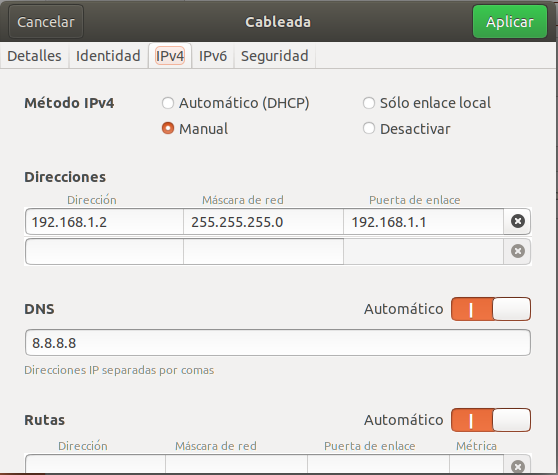 Cancelar Cableada Aplicar
Detalles Identidad IPv4 IPv6 Seguridad
Método IPv4 Automático (DHCP) Sólo enlace local
Manual Desactivar
Direcciones
Dirección Máscara de red Puerta de enlace
192.168.1.2 255.255.255.0 192.168.1.1
DNS Automático
8.8.8.8
Direcciones IP separadas por comas
Rutas Automático
Dirección Máscara de red Puerta de enlace Métrica